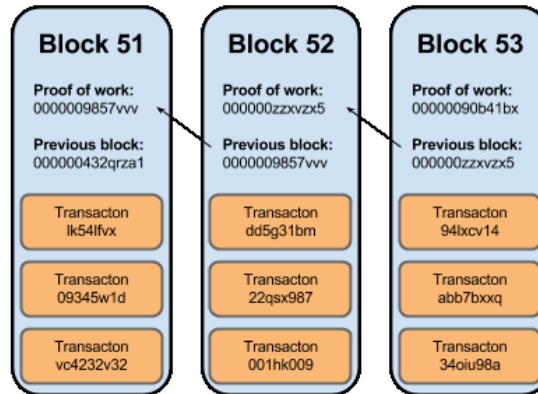 Block 51
Proof of work:
0000009857vvv
Previous block:
000000432qrza1
Transacton
lk54lfvx
Transacton
09345w1d
Transacton
vc4232v32
Block 52
Proof of work:
000000zzxvzx5
Previous block:
0000009857vvv
Transacton
dd5g31bm
Transacton
22qsx987
Transacton
001hk009
Block 53
Proof of work:
00000090b41bx
Previous block:
000000zzxvzx5
Transacton
94lxcv14
Transacton
abb7bxxq
Transacton
34oiu98a